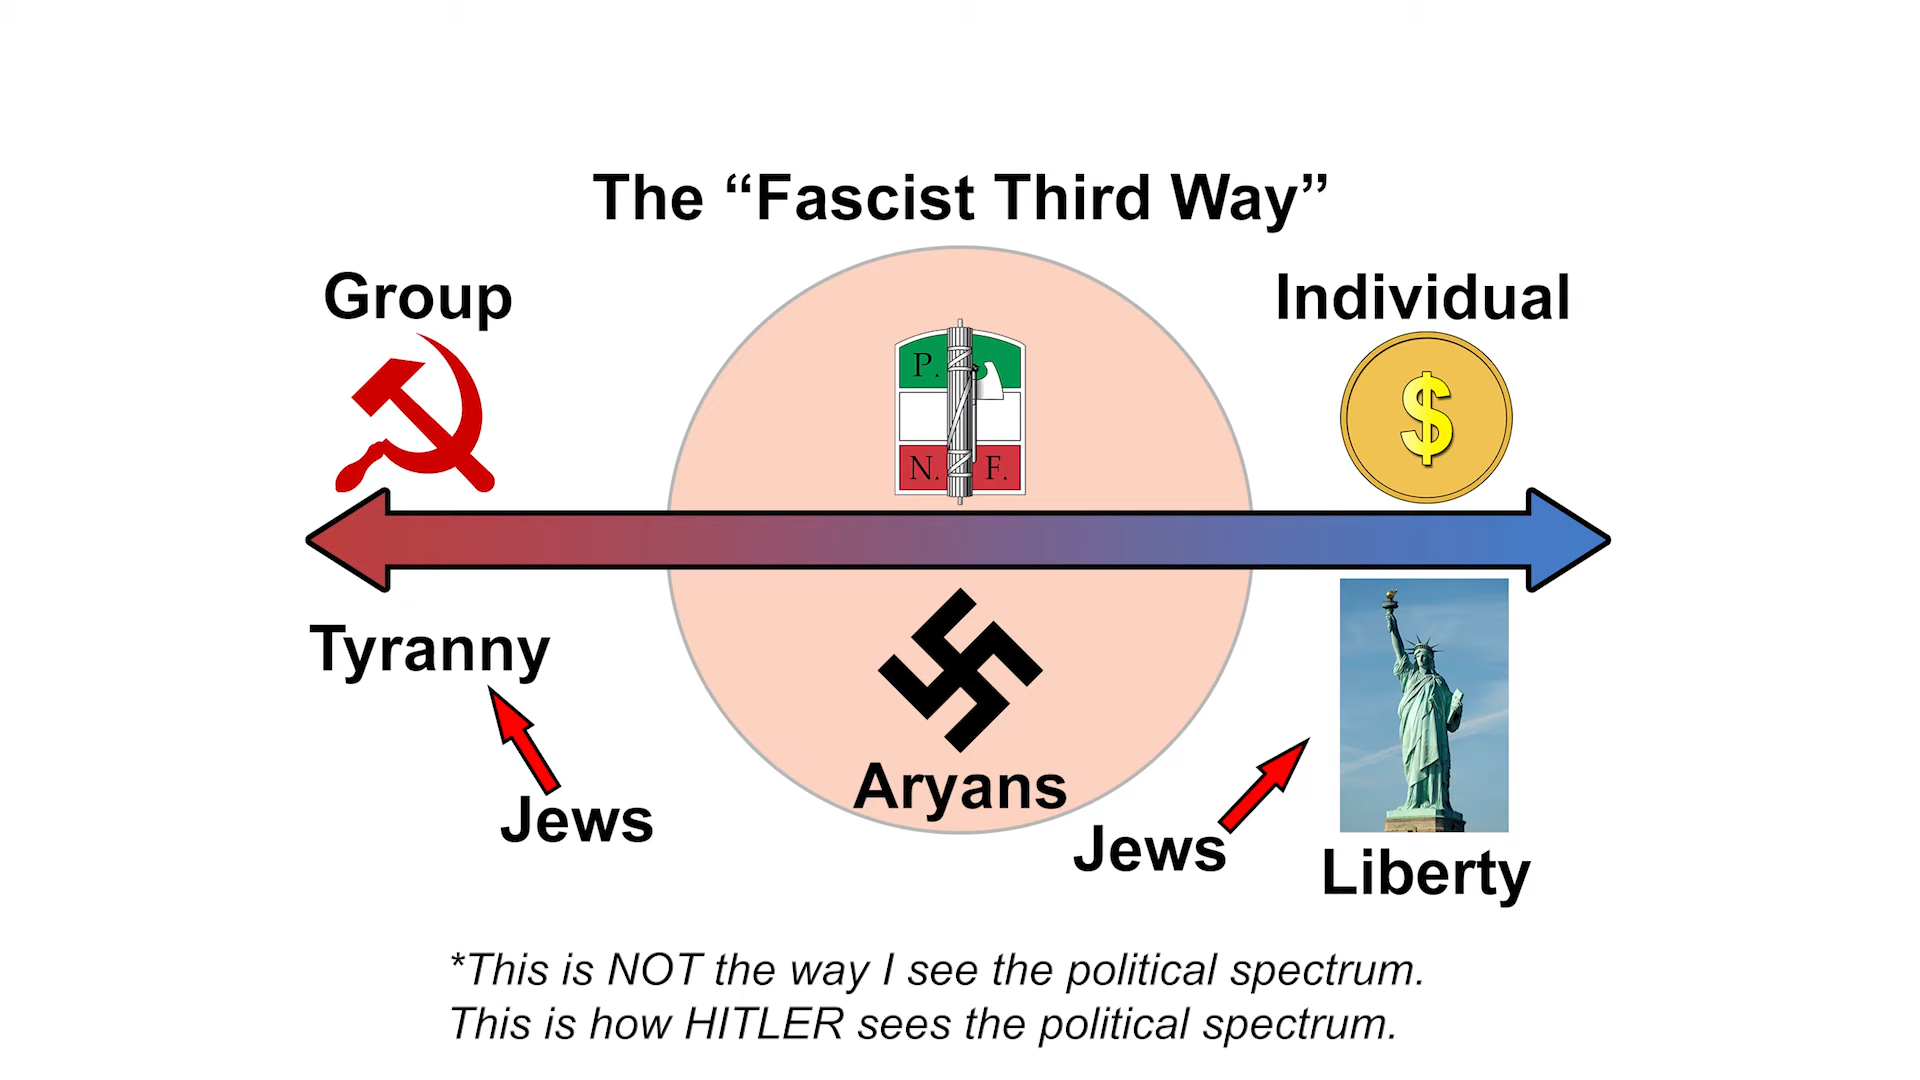 The “Fascist Third Way”
Group
Individual
P.
N. F.
$
Tyranny
Aryans
Jews
Jews
Liberty
*This is NOT the way I see the political spectrum.
This is how HITLER sees the political spectrum.